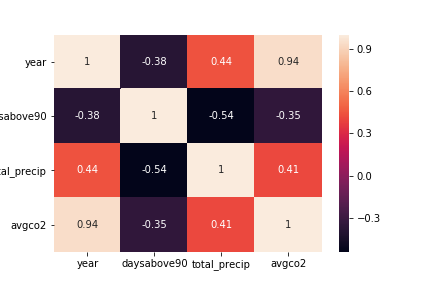 year 1 -0.38 0.44 0.94
sabove90 -0.38 1 -0.54 -0.35
al_precip 0.44 -0.54 1 0.41
avgco2 0.94 -0.35 0.41 1
year daysabove90 total_precip avgco2
0.9
0.6
0.3
0.0
−0.3